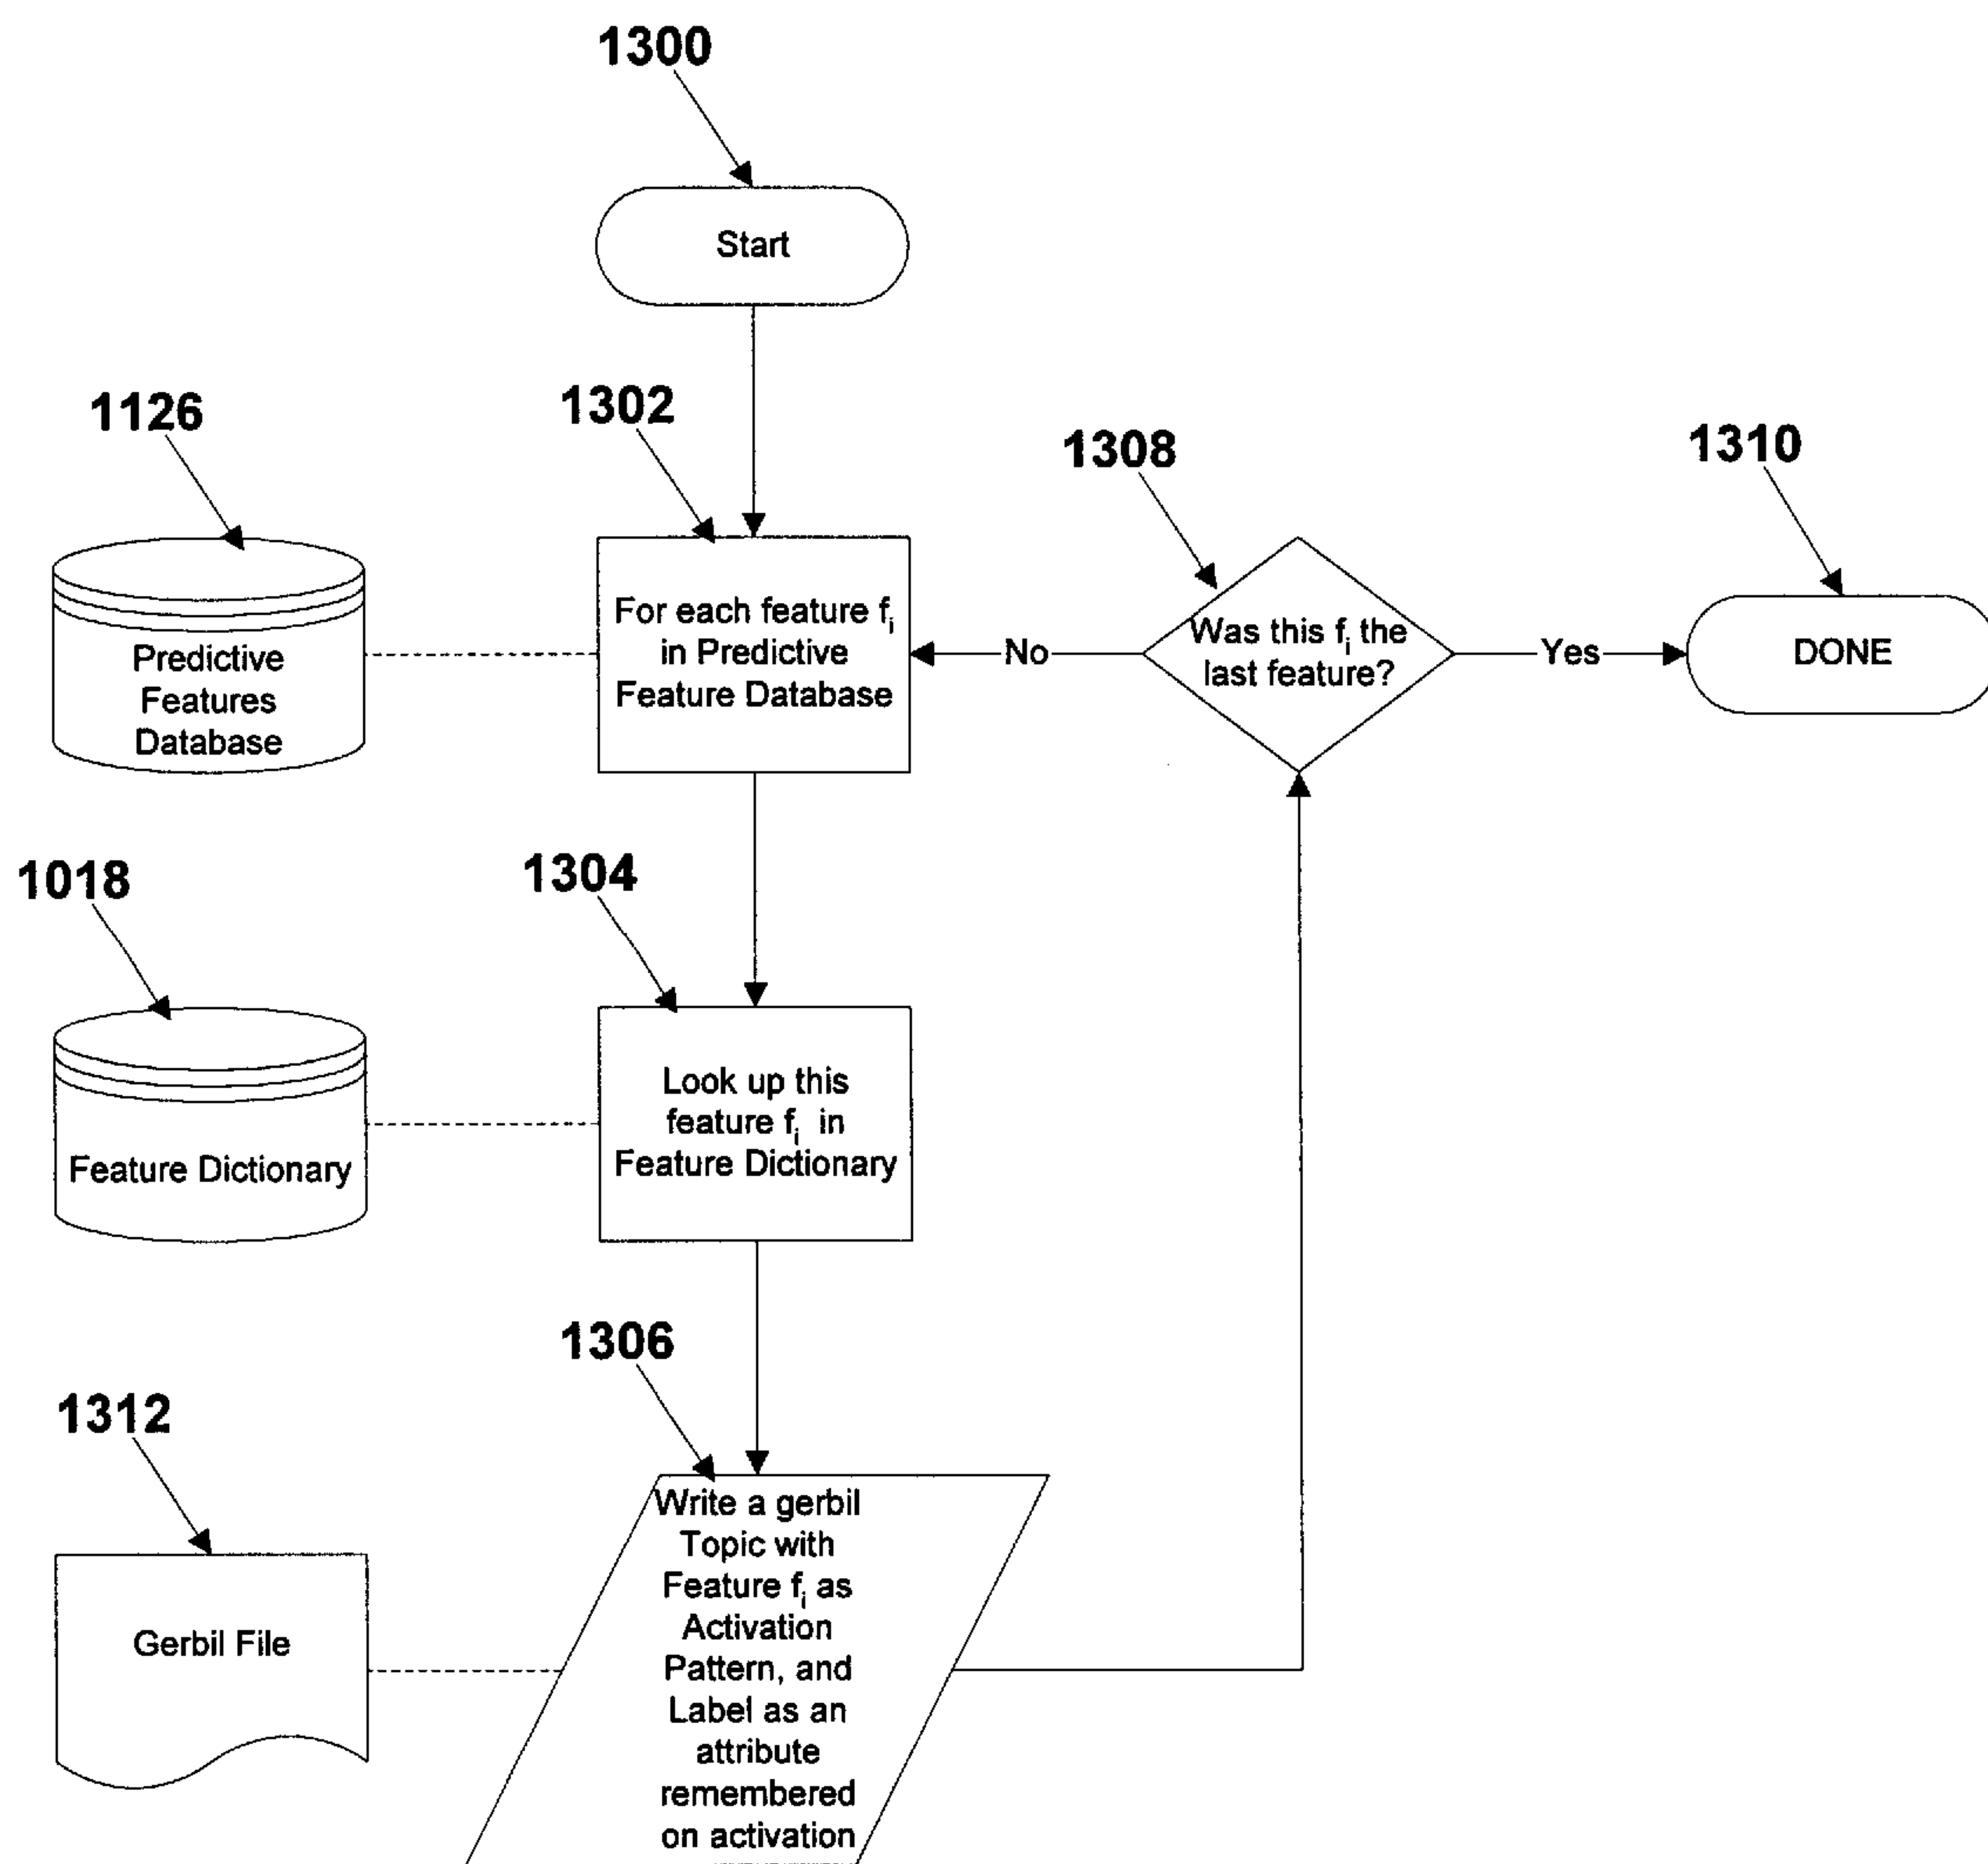 1300
Start
1126
1302
1308
1310
Predictive
Features
Database
For each feature fi
in Predictive
Feature Database
No
Was this fi the
last feature?
Yes
DONE
1018
1304
Feature Dictionary
Look up this
feature fi in
Feature Dictionary
1306
1312
Gerbil File
Write a gerbil
Topic with
Feature fi as
Activation
Pattern, and
Label as an
attribute
remembered
on activation